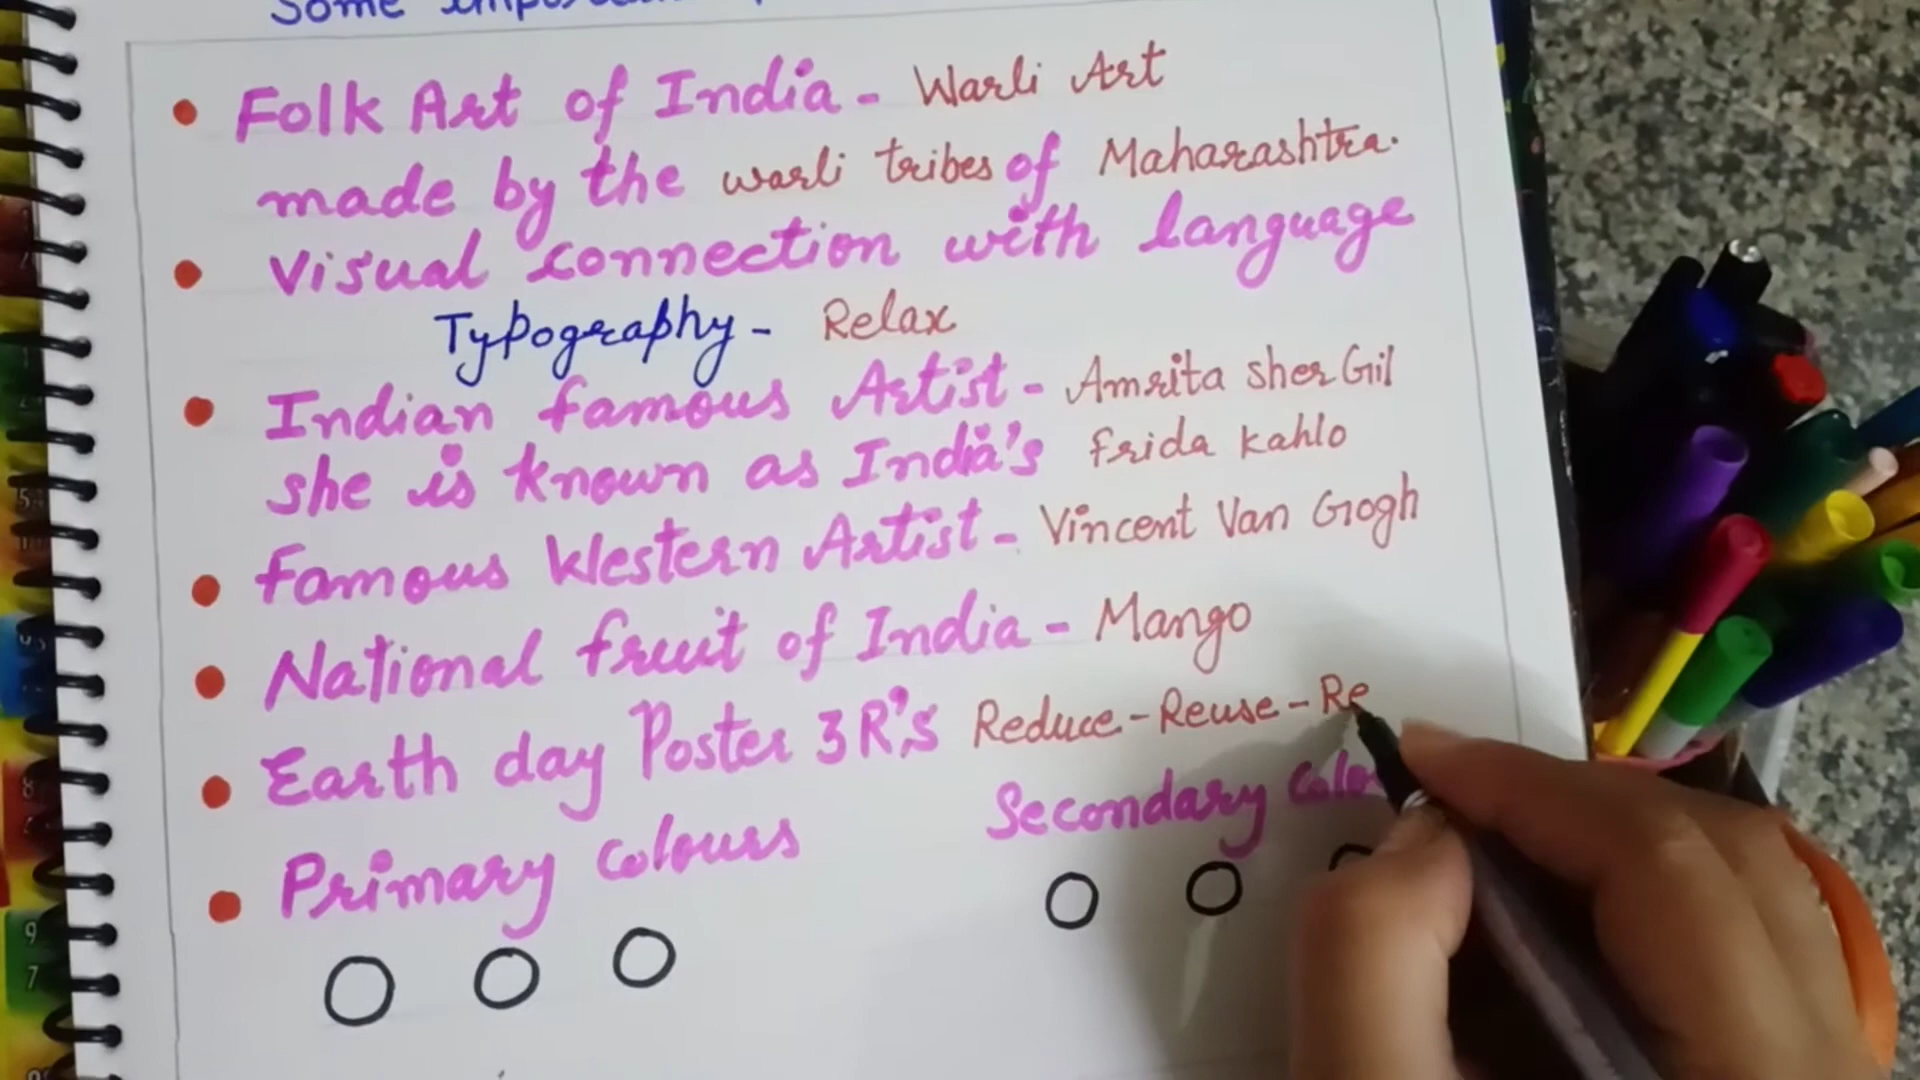 Some
• Folk Art of India - Warli Art
made by the warli tribes of Maharashtra.
• Visual connection with language
Typography - Relax
• Indian famous Artist - Amrita sher Gil
she is known as India's frida kahlo
• Famous Western Artist - Vincent Van Gogh
• National fruit of India - Mango
• Earth day Poster 3R's Reduce - Reuse - Re
• Primary colours Secondary